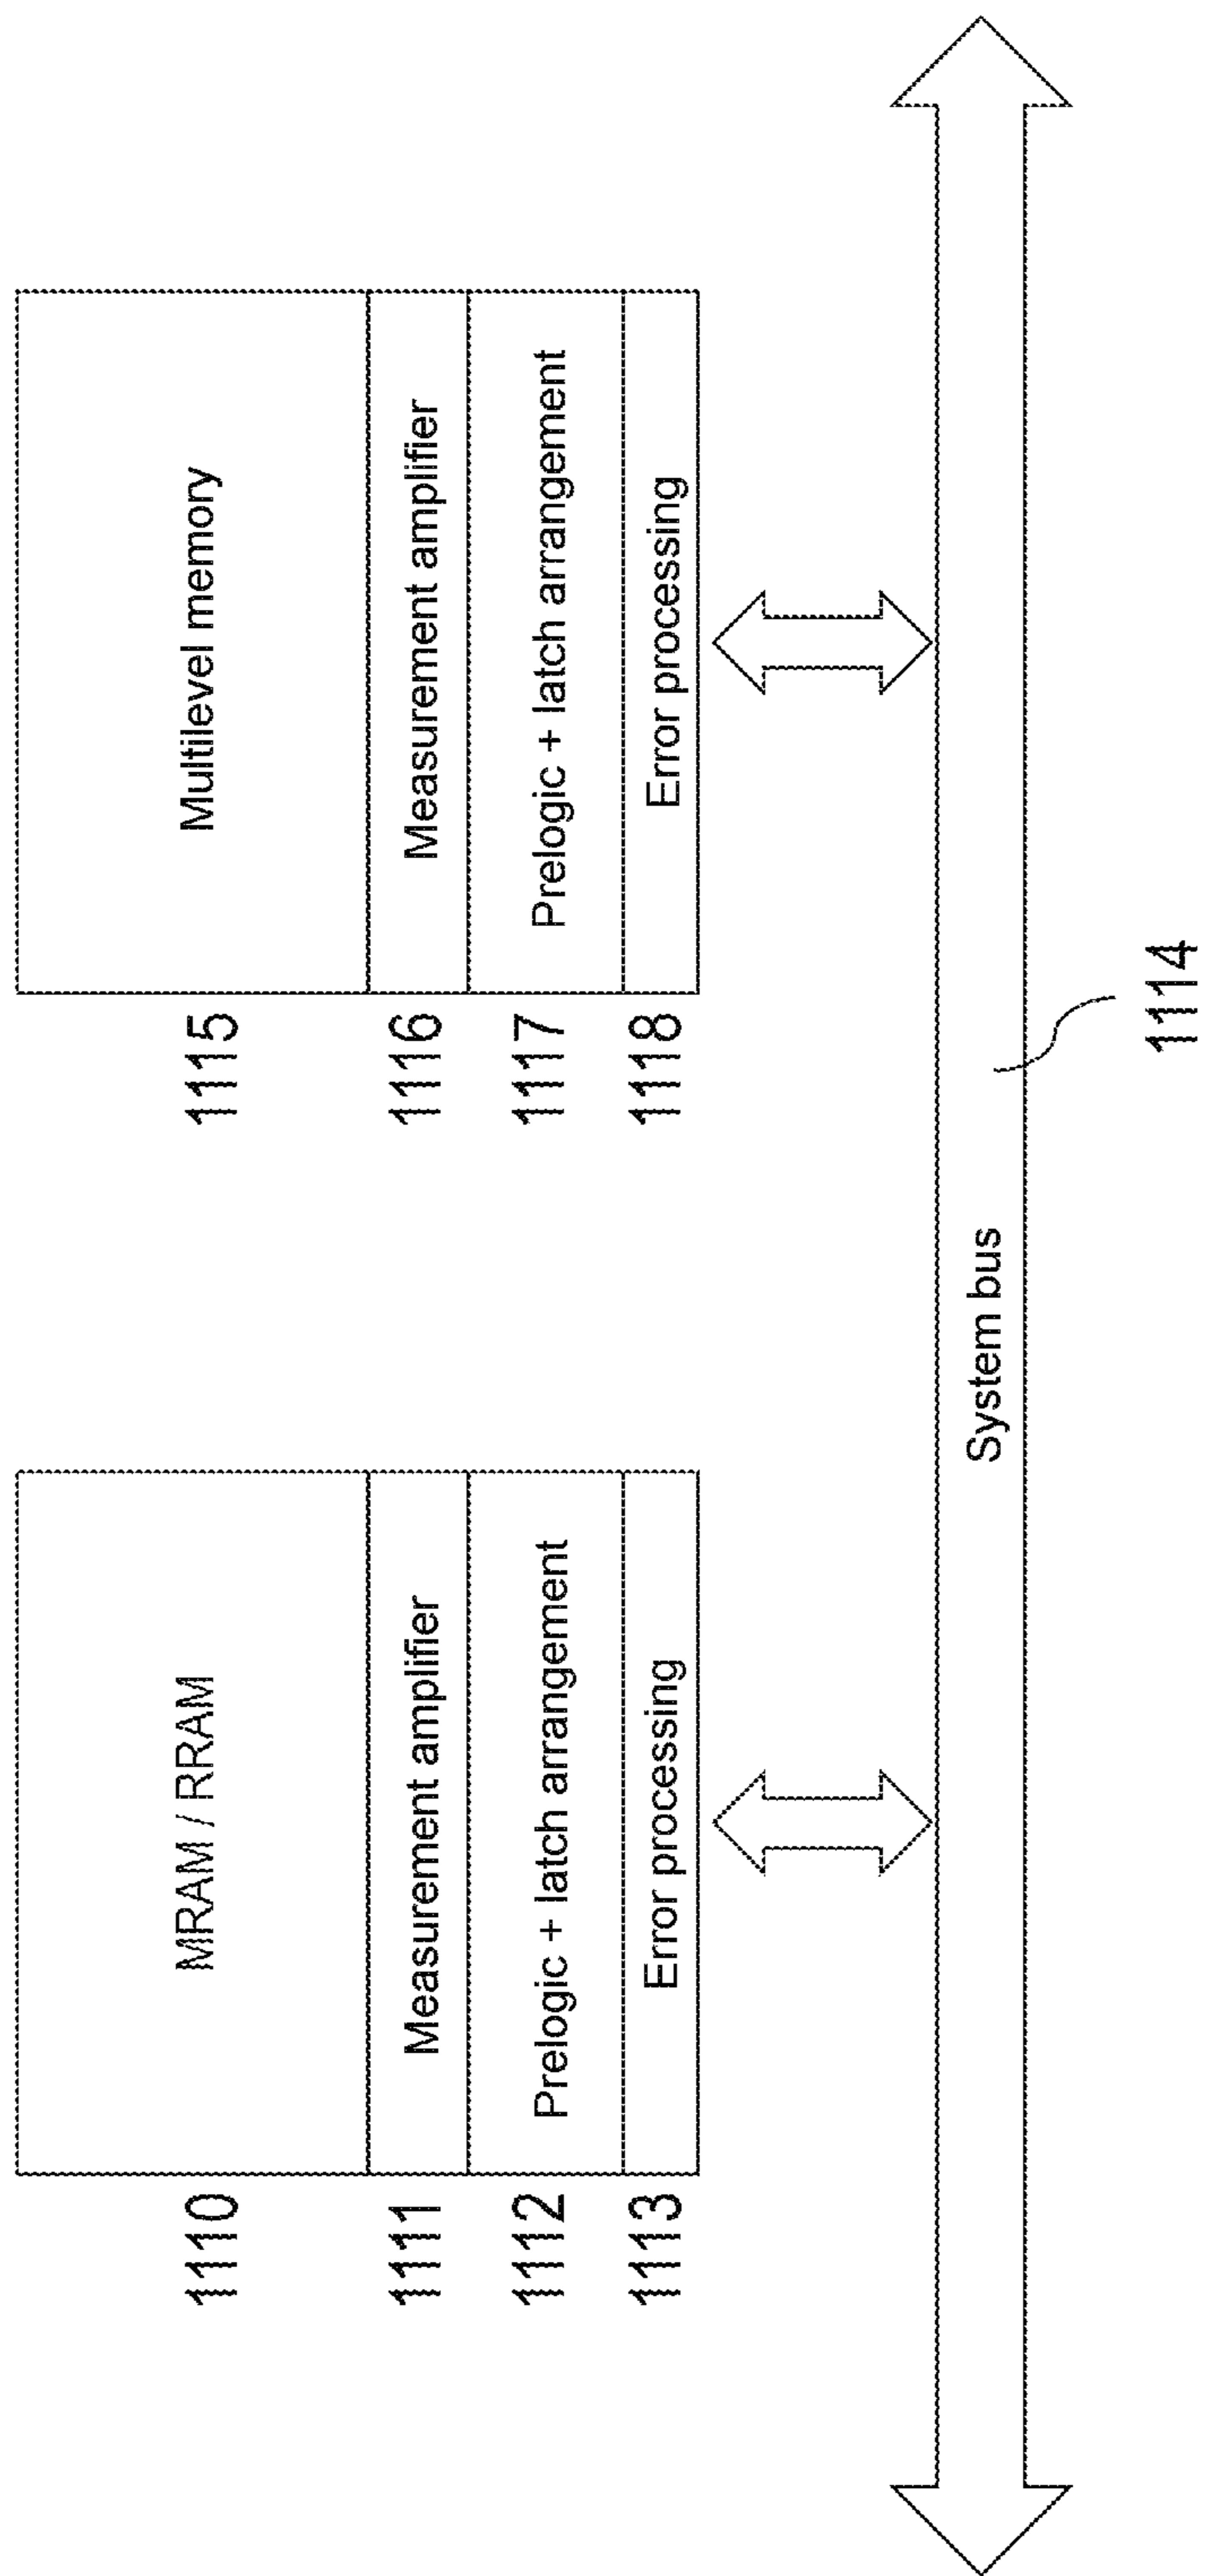 MRAM / RRAM
Measurement amplifier
Prelogic + latch arrangement
Error processing
1110
1111
1112
1113
Multilevel memory
Measurement amplifier
Prelogic + latch arrangement
Error processing
1115
1116
1117
1118
System bus
1114